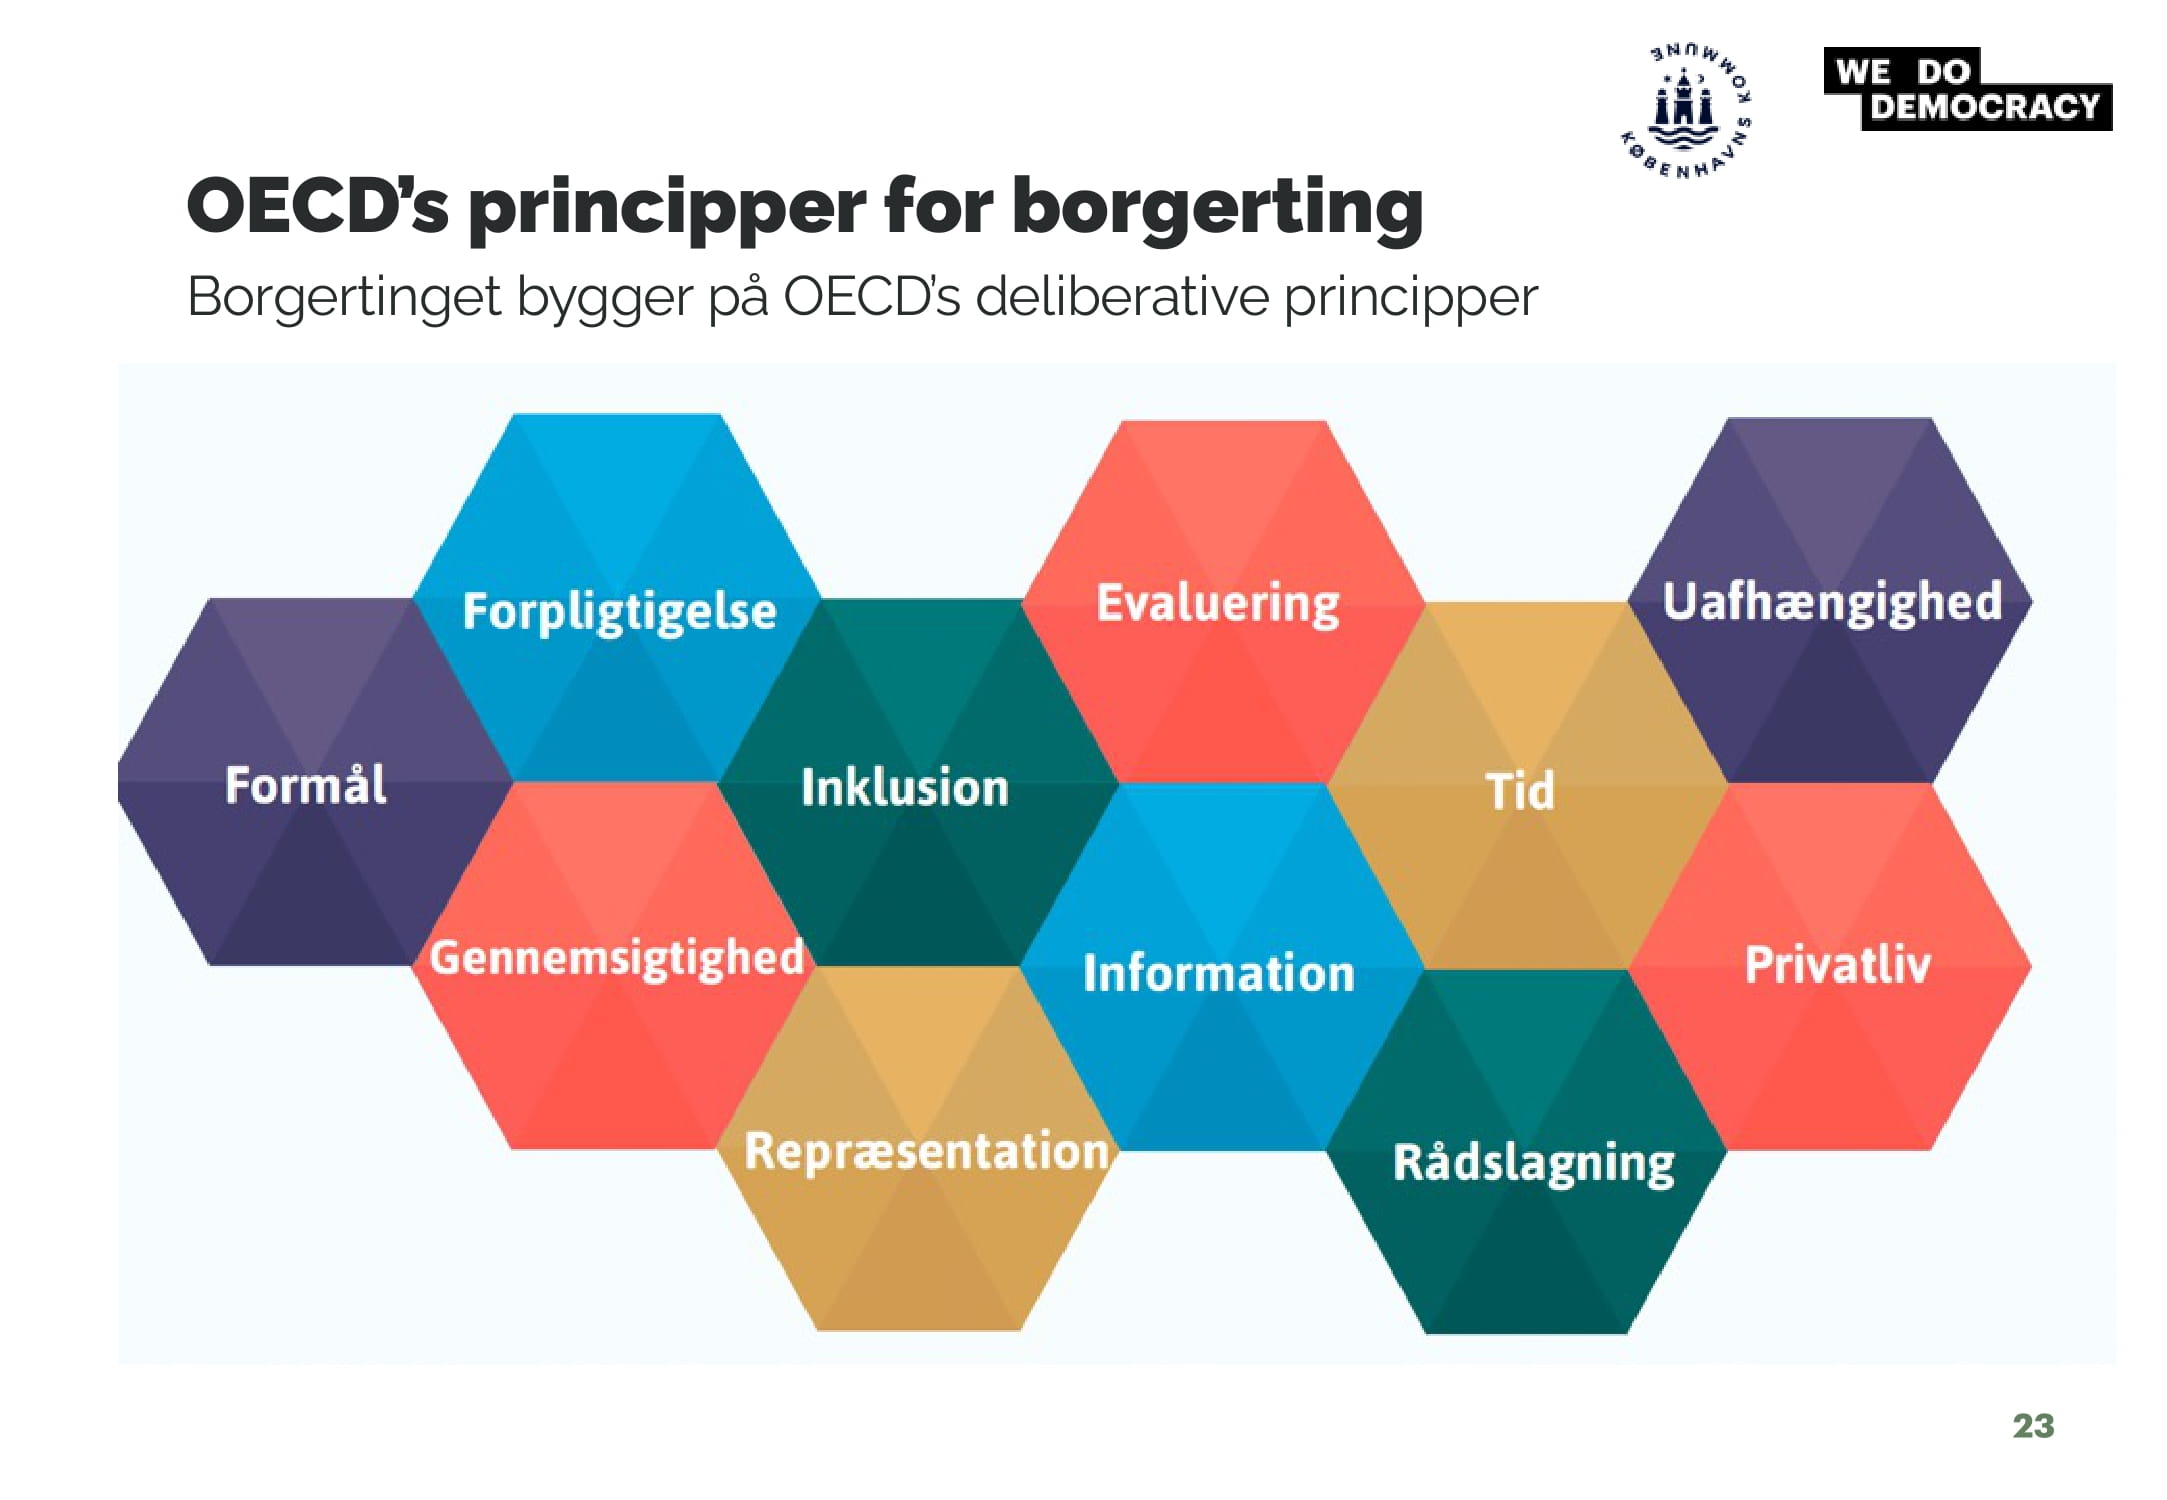 KØBENHAVNS KOMMUNE
WE DO
DEMOCRACY
OECD’s principper for borgerting
Borgertinget bygger på OECD’s deliberative principper
Forpligtigelse
Evaluering
Uafhængighed
Formål
Inklusion
Tid
Gennemsigtighed
Information
Privatliv
Repræsentation
Rådslagning
23